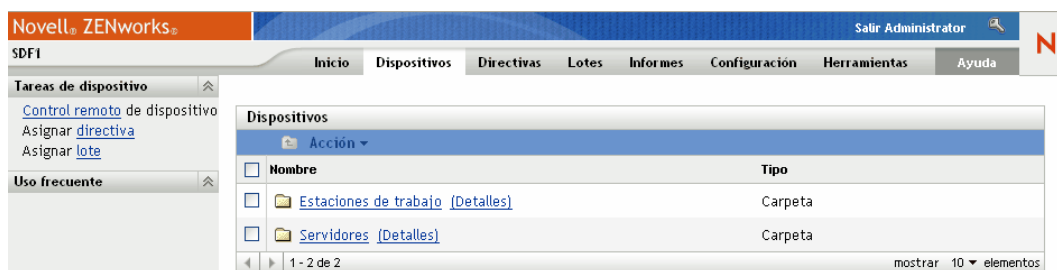 Novell® ZENworks®
Salir Administrator
N
SDF1
Inicio Dispositivos Directivas Lotes Informes Configuración Herramientas Ayuda
Tareas de dispositivo
Control remoto de dispositivo
Asignar directiva
Asignar lote
Uso frecuente
Dispositivos
Acción
Nombre Tipo
Estaciones de trabajo (Detalles) Carpeta
Servidores (Detalles) Carpeta
1 - 2 de 2 mostrar 10 elementos